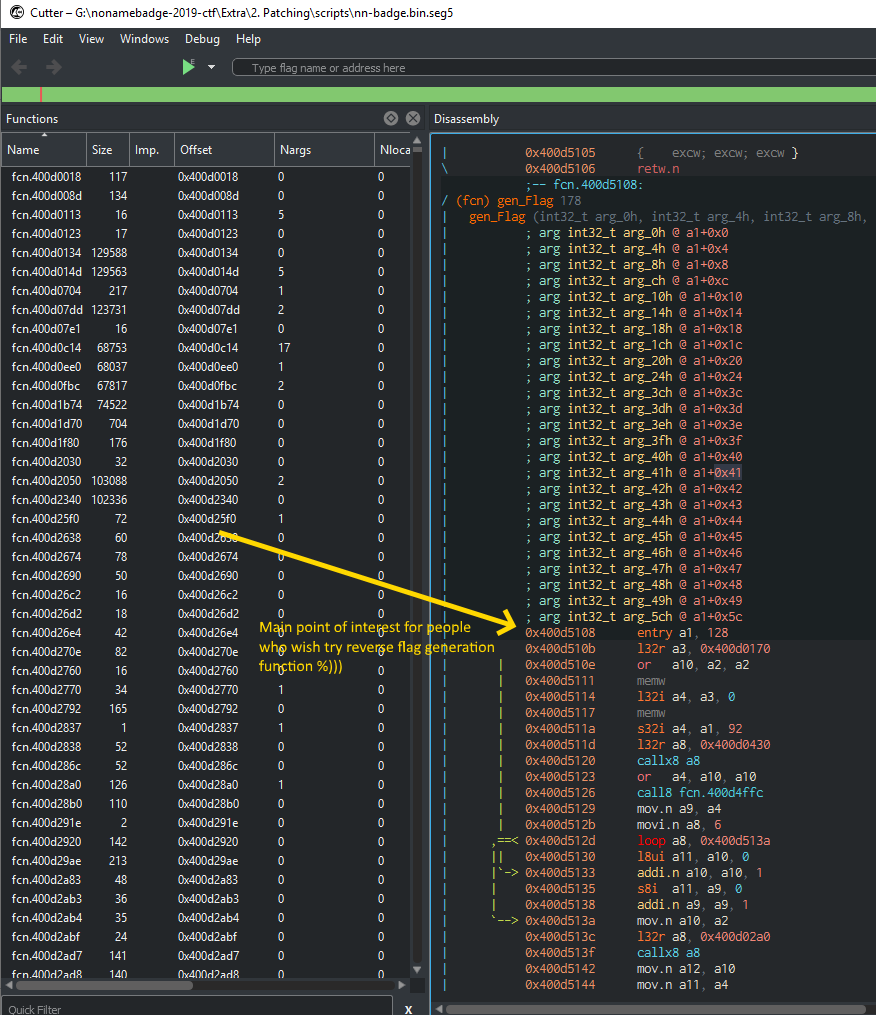 Cutter – G:\nonamebadge-2019-ctf\Extra\2. Patching\scripts\nn-badge.bin.seg5
File Edit View Windows Debug Help
Type flag name or address here
Functions
Name Size Imp. Offset Nargs Nloca
fcn.400d0018 117 0x400d0018 0 0
fcn.400d008d 134 0x400d008d 0 0
fcn.400d0113 16 0x400d0113 5 0
fcn.400d0123 17 0x400d0123 0 0
fcn.400d0134 129588 0x400d0134 0 0
fcn.400d014d 129563 0x400d014d 5 0
fcn.400d0704 217 0x400d0704 1 0
fcn.400d07dd 123731 0x400d07dd 2 0
fcn.400d07e1 16 0x400d07e1 0 0
fcn.400d0c14 68753 0x400d0c14 17 0
fcn.400d0ee0 68037 0x400d0ee0 1 0
fcn.400d0fbc 67817 0x400d0fbc 2 0
fcn.400d1b74 74522 0x400d1b74 0 0
fcn.400d1d70 704 0x400d1d70 0 0
fcn.400d1f80 176 0x400d1f80 0 0
fcn.400d2030 32 0x400d2030 0 0
fcn.400d2050 103088 0x400d2050 2 0
fcn.400d2340 102336 0x400d2340 0 0
fcn.400d25f0 72 0x400d25f0 1 0
fcn.400d2638 60 0x400d2638 0 0
fcn.400d2674 78 0x400d2674 0 0
fcn.400d2690 50 0x400d2690 0 0
fcn.400d26c2 16 0x400d26c2 0 0
fcn.400d26d2 18 0x400d26d2 0 0
fcn.400d26e4 42 0x400d26e4 0 0
fcn.400d270e 82 0x400d270e 0 0
fcn.400d2760 16 0x400d2760 0 0
fcn.400d2770 34 0x400d2770 1 0
fcn.400d2792 165 0x400d2792 0 0
fcn.400d2837 1 0x400d2837 1 0
fcn.400d2838 52 0x400d2838 0 0
fcn.400d286c 52 0x400d286c 0 0
fcn.400d28a0 126 0x400d28a0 1 0
fcn.400d28b0 110 0x400d28b0 0 0
fcn.400d291e 2 0x400d291e 0 0
fcn.400d2920 142 0x400d2920 0 0
fcn.400d29ae 213 0x400d29ae 0 0
fcn.400d2a83 48 0x400d2a83 0 0
fcn.400d2ab3 36 0x400d2ab3 0 0
fcn.400d2ab4 35 0x400d2ab4 0 0
fcn.400d2abf 24 0x400d2abf 0 0
fcn.400d2ad7 141 0x400d2ad7 0 0
fcn.400d2ad8 140 0x400d2ad8 0 0
Quick Filter X
Main point of interest for people
who wish try reverse flag generation
function %)))
Disassembly
| 0x400d5105 { excw; excw; excw }
\ 0x400d5106 retw.n
;-- fcn.400d5108:
/ (fcn) gen_Flag 178
| gen_Flag (int32_t arg_0h, int32_t arg_4h, int32_t arg_8h,
| ; arg int32_t arg_0h @ a1+0x0
| ; arg int32_t arg_4h @ a1+0x4
| ; arg int32_t arg_8h @ a1+0x8
| ; arg int32_t arg_ch @ a1+0xc
| ; arg int32_t arg_10h @ a1+0x10
| ; arg int32_t arg_14h @ a1+0x14
| ; arg int32_t arg_18h @ a1+0x18
| ; arg int32_t arg_1ch @ a1+0x1c
| ; arg int32_t arg_20h @ a1+0x20
| ; arg int32_t arg_24h @ a1+0x24
| ; arg int32_t arg_3ch @ a1+0x3c
| ; arg int32_t arg_3dh @ a1+0x3d
| ; arg int32_t arg_3eh @ a1+0x3e
| ; arg int32_t arg_3fh @ a1+0x3f
| ; arg int32_t arg_40h @ a1+0x40
| ; arg int32_t arg_41h @ a1+0x41
| ; arg int32_t arg_42h @ a1+0x42
| ; arg int32_t arg_43h @ a1+0x43
| ; arg int32_t arg_44h @ a1+0x44
| ; arg int32_t arg_45h @ a1+0x45
| ; arg int32_t arg_46h @ a1+0x46
| ; arg int32_t arg_47h @ a1+0x47
| ; arg int32_t arg_48h @ a1+0x48
| ; arg int32_t arg_49h @ a1+0x49
| ; arg int32_t arg_5ch @ a1+0x5c
| 0x400d5108 entry a1, 128
| 0x400d510b l32r a3, 0x400d0170
| | 0x400d510e or a10, a2, a2
| | 0x400d5111 memw
| | 0x400d5114 l32i a4, a3, 0
| | 0x400d5117 memw
| | 0x400d511a s32i a4, a1, 92
| | 0x400d511d l32r a8, 0x400d0430
| | 0x400d5120 callx8 a8
| | 0x400d5123 or a4, a10, a10
| | 0x400d5126 call8 fcn.400d4ffc
| | 0x400d5129 mov.n a9, a4
| | 0x400d512b movi.n a8, 6
| ,==< 0x400d512d loop a8, 0x400d513a
| || 0x400d5130 l8ui a11, a10, 0
| |`-> 0x400d5133 addi.n a10, a10, 1
| | 0x400d5135 s8i a11, a9, 0
| | 0x400d5138 addi.n a9, a9, 1
| `--> 0x400d513a mov.n a10, a2
| 0x400d513c l32r a8, 0x400d02a0
| 0x400d513f callx8 a8
| 0x400d5142 mov.n a12, a10
| 0x400d5144 mov.n a11, a4